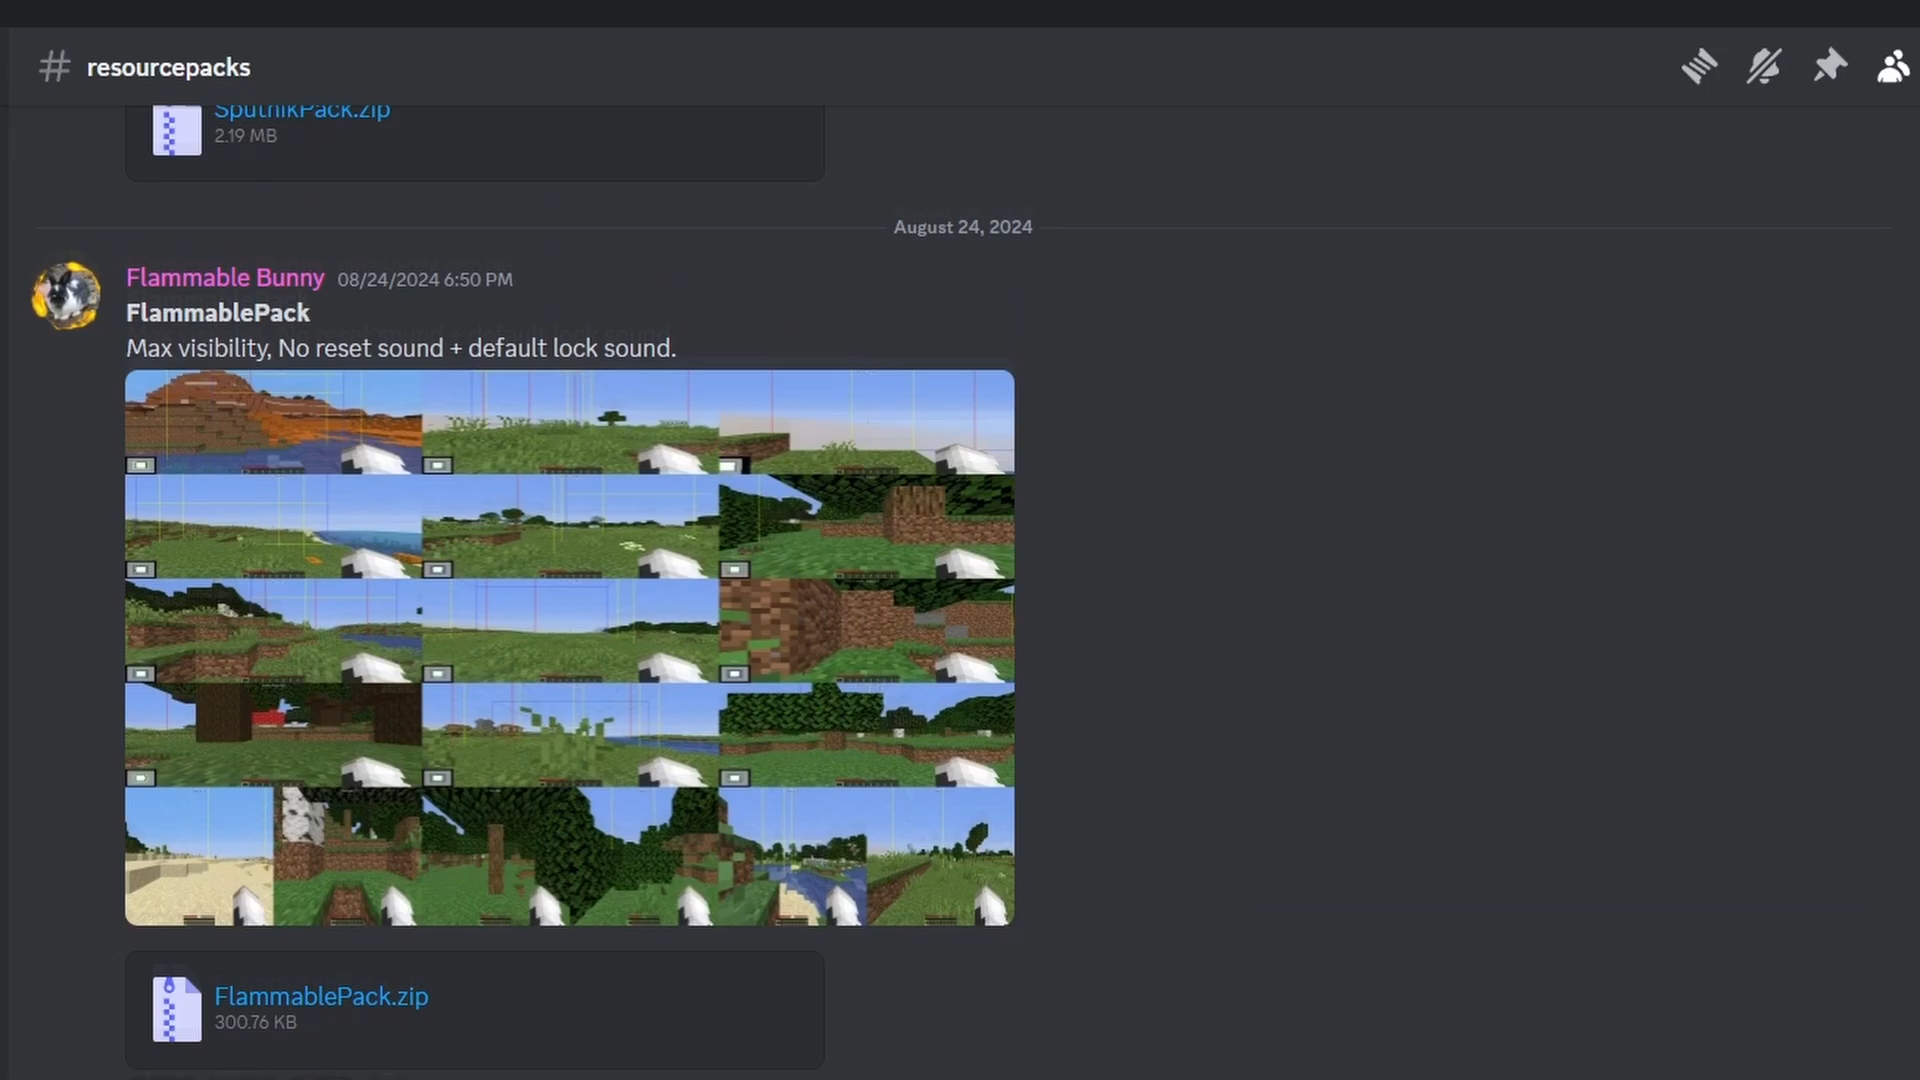 resourcepacks
SputnikPack.zip
2.19 MB
August 24, 2024
Flammable Bunny 08/24/2024 6:50 PM
FlammablePack
Max visibility, No reset sound + default lock sound.
FlammablePack.zip
300.76 KB